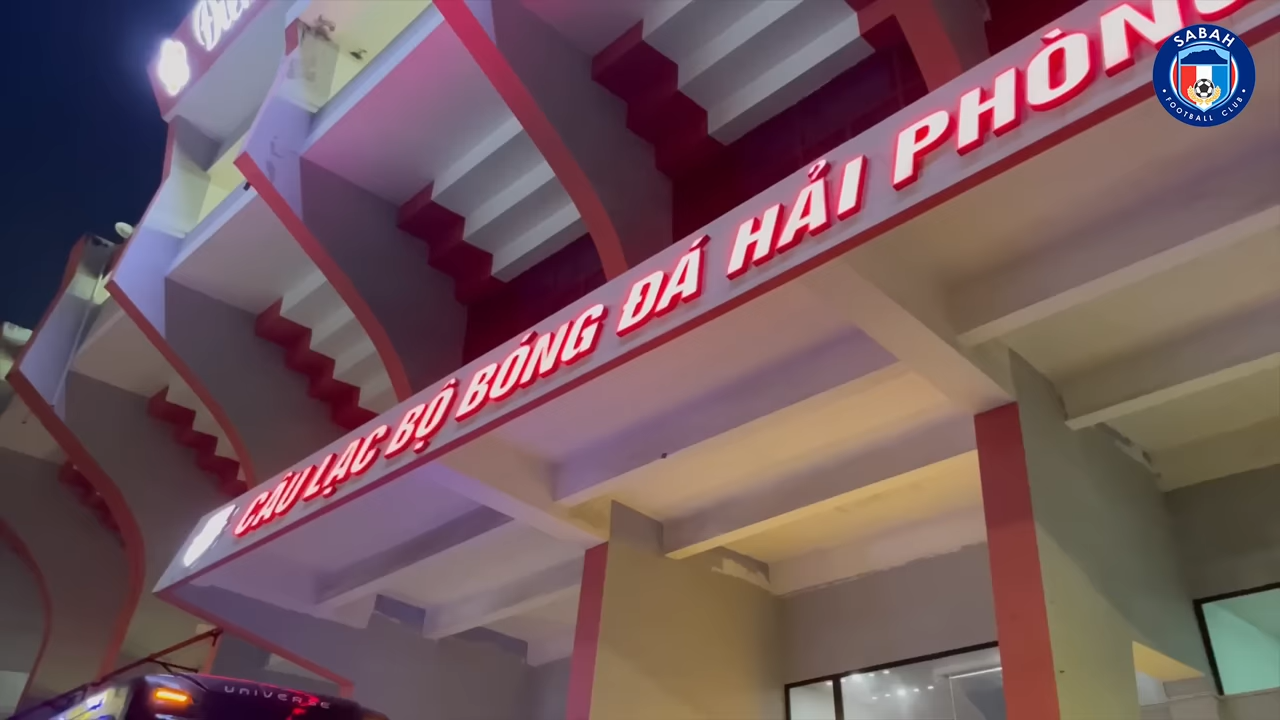 CÂU LẠC BỘ BÓNG ĐÁ HẢI PHÒNG
SABAH
FOOTBALL CLUB
UNIVERSE